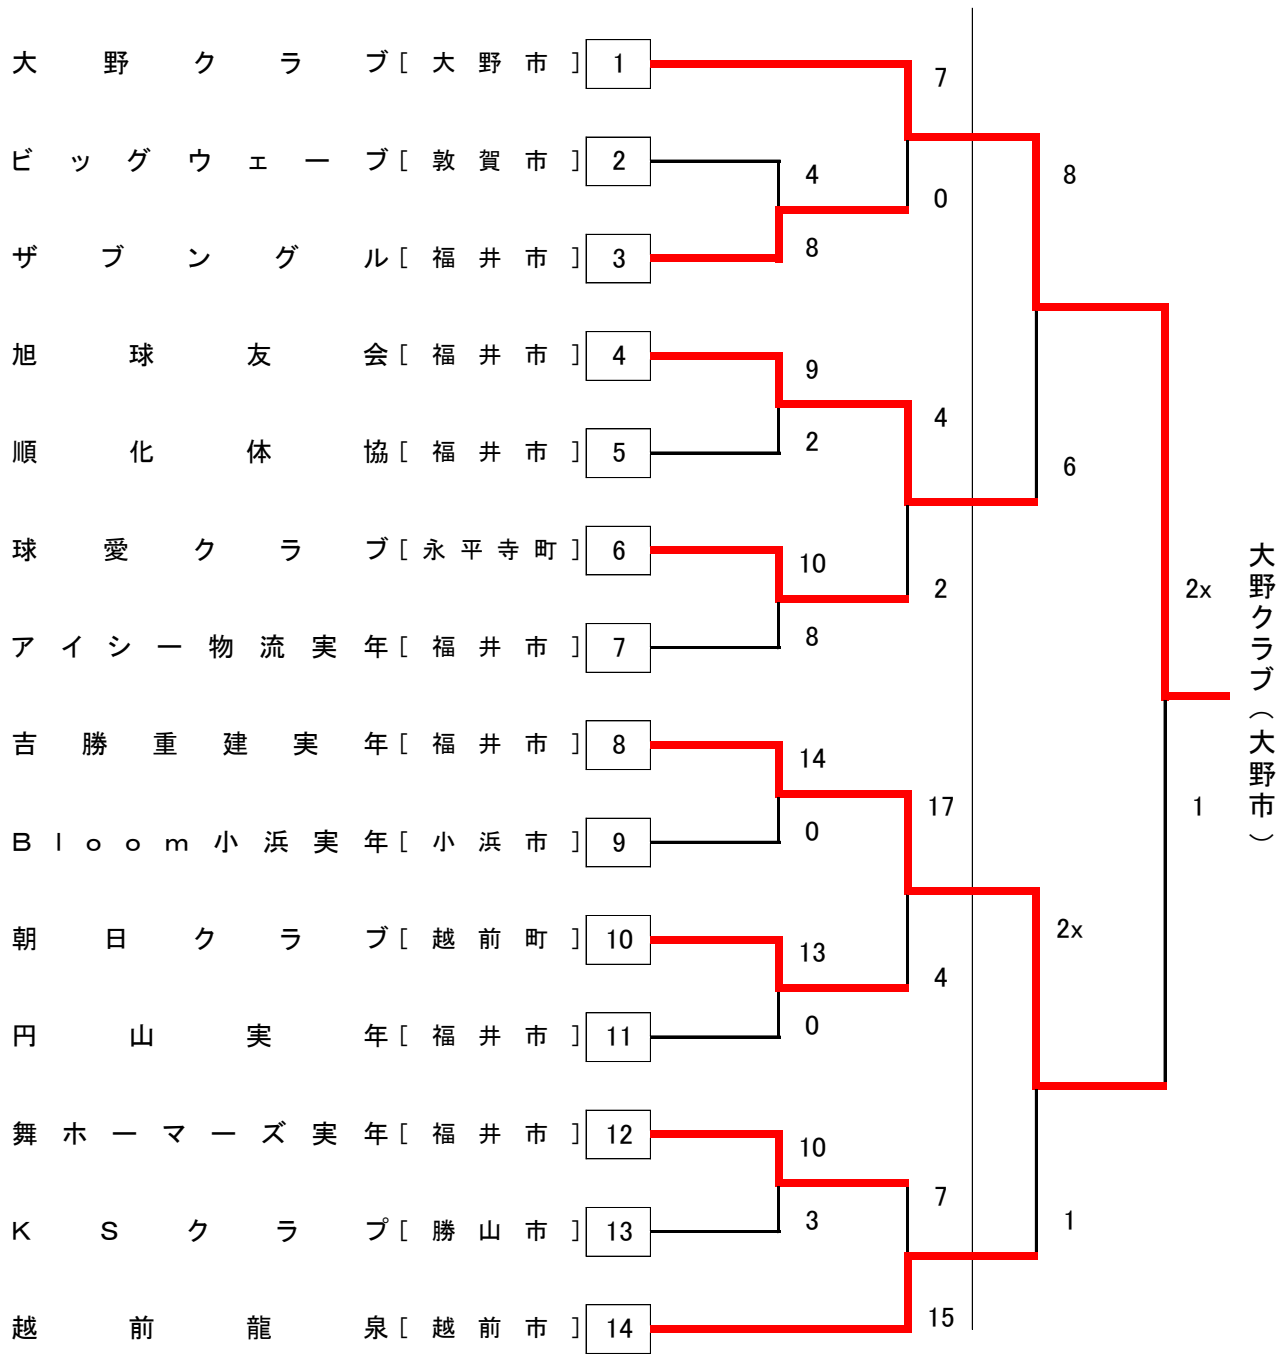 大野クラブ[大野市] 1
7
ビッグウェーブ[敦賀市] 2
4
8
0
ザブングル[福井市] 3
8
旭球友会[福井市] 4
9
4
順化体協[福井市] 5
2
6
球愛クラブ[永平寺町] 6
10
2
2x
アイシー物流実年[福井市] 7
8
大野クラブ(大野市)
吉勝重建実年[福井市] 8
14
17
1
Bloom小浜実年[小浜市] 9
0
朝日クラブ[越前町] 10
13
2x
4
円山実年[福井市] 11
0
舞ホーマーズ実年[福井市] 12
10
7
KSクラブ[勝山市] 13
3
1
越前龍泉[越前市] 14
15